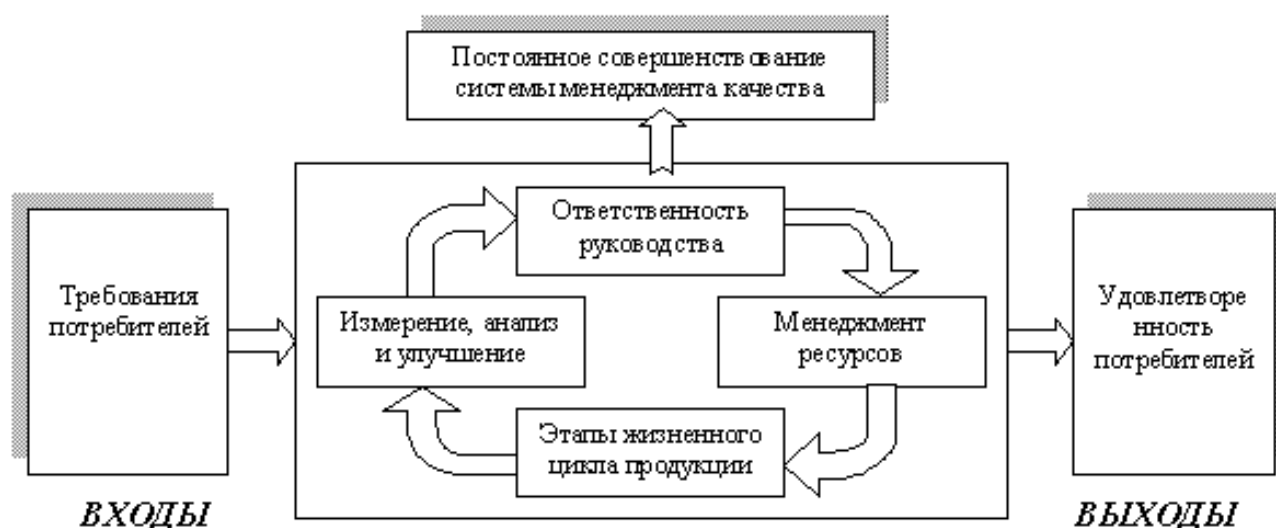 Постоянное совершенствование
системы менеджмента качества
Ответственность
руководства
Требования
потребителей
Измерение, анализ
и улучшение
Менеджмент
ресурсов
Удовлетворе
нность
потребителей
Этапы жизненного
цикла продукции
ВХОДЫ
ВЫХОДЫ